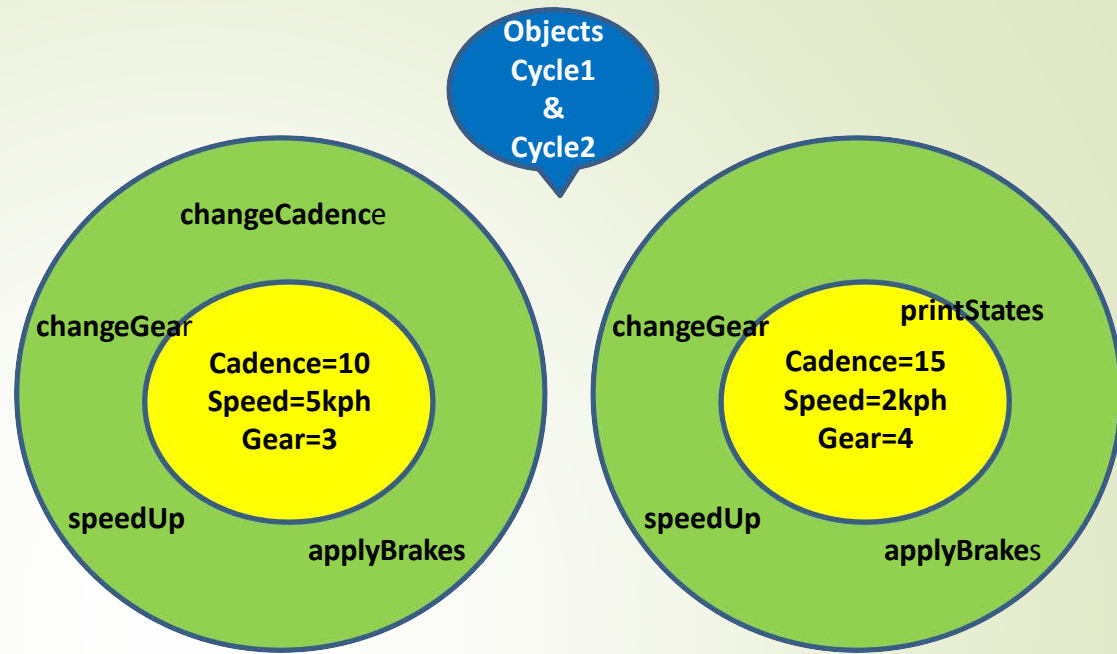 Objects
Cycle1
&
Cycle2
changeCadence
changeGear
Cadence=10
Speed=5kph
Gear=3
speedUp
applyBrakes
changeGear
printStates
Cadence=15
Speed=2kph
Gear=4
speedUp
applyBrakes